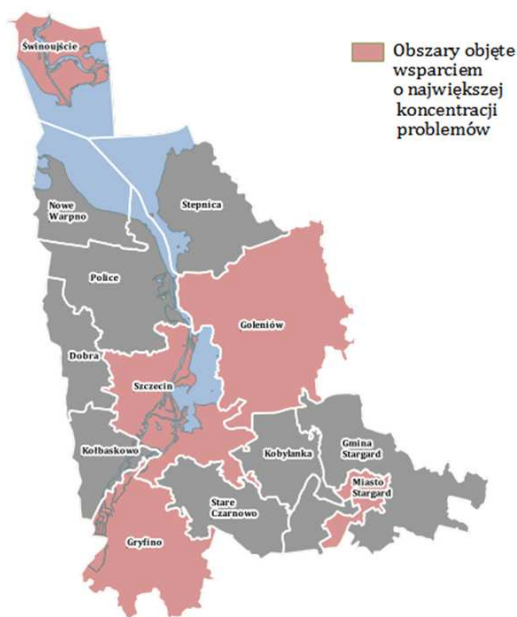 Świnoujście
Obszary objęte
wsparciem
o największej
koncentracji
problemów
Nowe
Warpno
Stepnica
Police
Goleniów
Dobra
Szczecin
Kołbaskowo
Kobylanka
Gmina
Stargard
Miasto
Stargard
Stare
Czarnowo
Gryfino